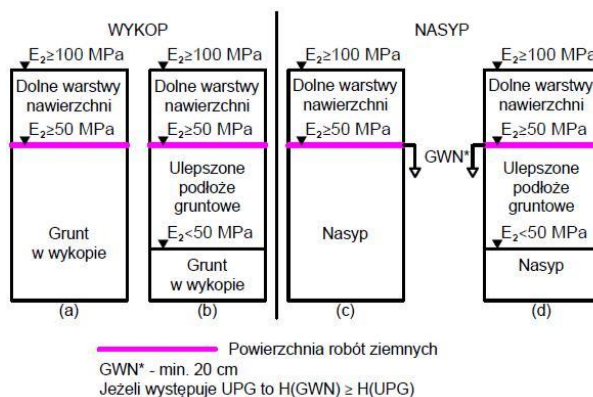 WYKOP
NASYP
E₂≥100 MPa
Dolne warstwy
nawierzchni
E₂≥50 MPa
Grunt
w wykopie
(a)
E₂≥100 MPa
Dolne warstwy
nawierzchni
E₂≥50 MPa
Ulepszone
podłoże
gruntowe
E₂<50 MPa
Grunt
w wykopie
(b)
E₂≥100 MPa
Dolne warstwy
nawierzchni
E₂≥50 MPa
Nasyp
(c)
GWN*
E₂≥100 MPa
Dolne warstwy
nawierzchni
E₂≥50 MPa
Ulepszone
podłoże
gruntowe
E₂<50 MPa
Nasyp
(d)
Powierzchnia robót ziemnych
GWN* - min. 20 cm
Jeżeli występuje UPG to H(GWN) ≥ H(UPG)